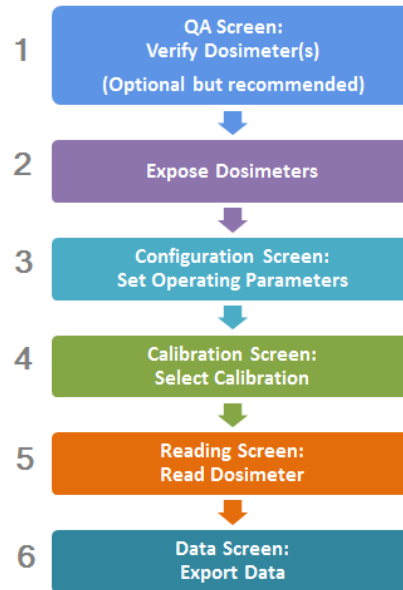 1
QA Screen:
Verify Dosimeter(s)
(Optional but recommended)
2
Expose Dosimeters
3
Configuration Screen:
Set Operating Parameters
4
Calibration Screen:
Select Calibration
5
Reading Screen:
Read Dosimeter
6
Data Screen:
Export Data